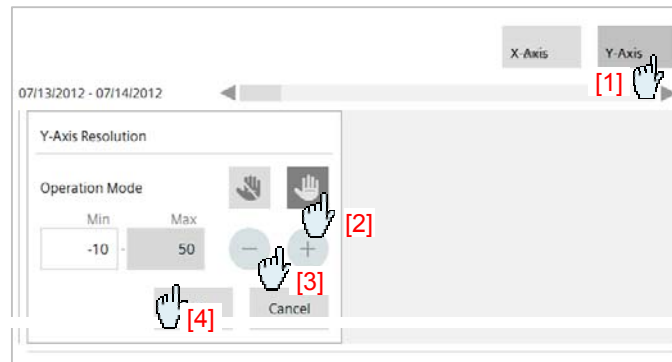 X-Axis Y-Axis
[1]
07/13/2012 - 07/14/2012
Y-Axis Resolution
Operation Mode
[2]
Min Max
-10 - 50 − +
[3]
[4] Cancel